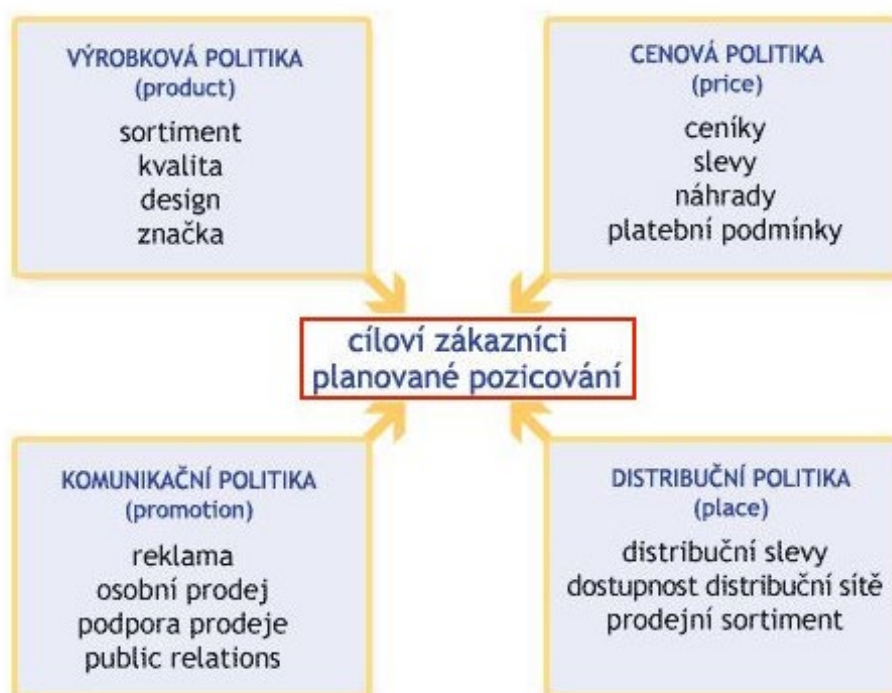 VÝROBKOVÁ POLITIKA
(product)
sortiment
kvalita
design
značka
CENOVÁ POLITIKA
(price)
ceníky
slevy
náhrady
platební podmínky
cíloví zákazníci
planované pozicování
KOMUNIKAČNÍ POLITIKA
(promotion)
reklama
osobní prodej
podpora prodeje
public relations
DISTRIBUČNÍ POLITIKA
(place)
distribuční slevy
dostupnost distribuční sítě
prodejní sortiment